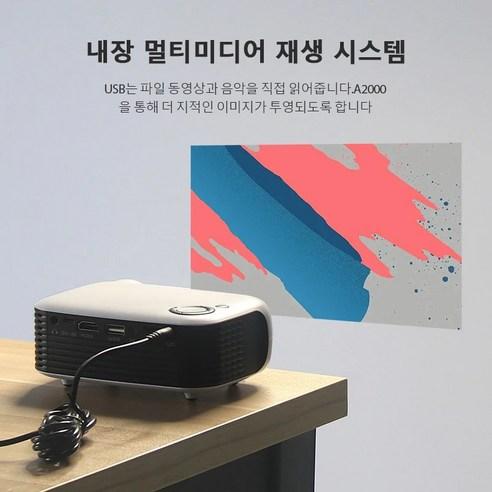 내장 멀티미디어 재생 시스템
USB는 파일 동영상과 음악을 직접 읽어줍니다.A2000
을 통해 더 지적인 이미지가 투영되도록 합니다